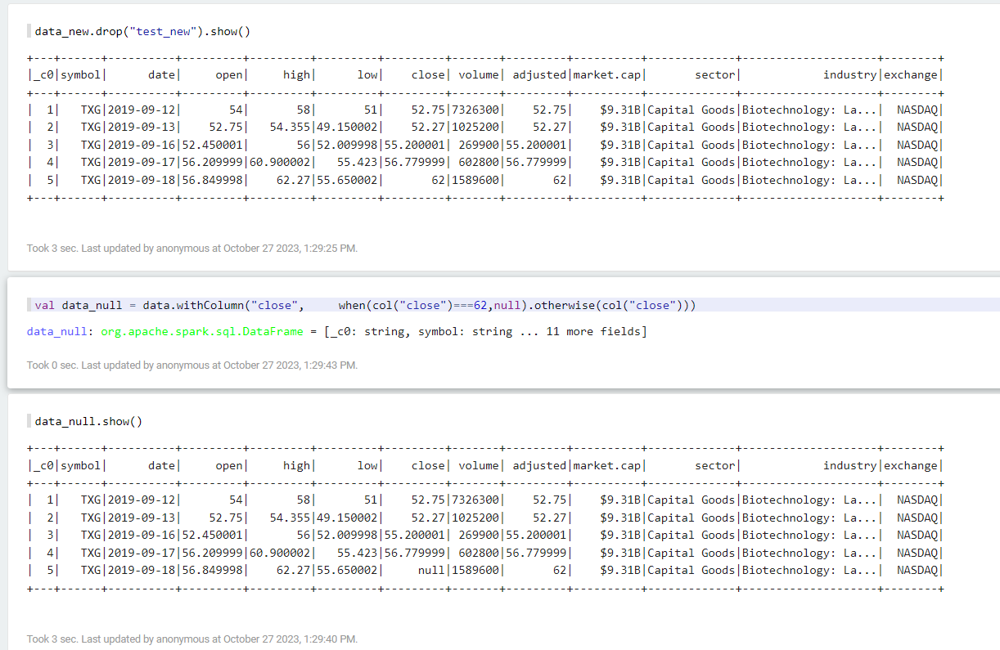 data_new.drop("test_new").show()
+---+------+----------+---------+---------+---------+---------+-------+---------+----------+-------------+--------------------+--------+
|_c0|symbol|      date|     open|     high|      low|    close| volume| adjusted|market.cap|       sector|            industry|exchange|
+---+------+----------+---------+---------+---------+---------+-------+---------+----------+-------------+--------------------+--------+
|  1|   TXG|2019-09-12|       54|       58|       51|    52.75|7326300|    52.75|    $9.31B|Capital Goods|Biotechnology: La...|  NASDAQ|
|  2|   TXG|2019-09-13|    52.75|   54.355|49.150002|    52.27|1025200|    52.27|    $9.31B|Capital Goods|Biotechnology: La...|  NASDAQ|
|  3|   TXG|2019-09-16|52.450001|       56|52.009998|55.200001| 269900|55.200001|    $9.31B|Capital Goods|Biotechnology: La...|  NASDAQ|
|  4|   TXG|2019-09-17|56.209999|60.900002|   55.423|56.779999| 602800|56.779999|    $9.31B|Capital Goods|Biotechnology: La...|  NASDAQ|
|  5|   TXG|2019-09-18|56.849998|    62.27|55.650002|       62|1589600|       62|    $9.31B|Capital Goods|Biotechnology: La...|  NASDAQ|
+---+------+----------+---------+---------+---------+---------+-------+---------+----------+-------------+--------------------+--------+
Took 3 sec. Last updated by anonymous at October 27 2023, 1:29:25 PM.
val data_null = data.withColumn("close",     when(col("close")===62,null).otherwise(col("close")))
data_null: org.apache.spark.sql.DataFrame = [_c0: string, symbol: string ... 11 more fields]
Took 0 sec. Last updated by anonymous at October 27 2023, 1:29:43 PM.
data_null.show()
+---+------+----------+---------+---------+---------+---------+-------+---------+----------+-------------+--------------------+--------+
|_c0|symbol|      date|     open|     high|      low|    close| volume| adjusted|market.cap|       sector|            industry|exchange|
+---+------+----------+---------+---------+---------+---------+-------+---------+----------+-------------+--------------------+--------+
|  1|   TXG|2019-09-12|       54|       58|       51|    52.75|7326300|    52.75|    $9.31B|Capital Goods|Biotechnology: La...|  NASDAQ|
|  2|   TXG|2019-09-13|    52.75|   54.355|49.150002|    52.27|1025200|    52.27|    $9.31B|Capital Goods|Biotechnology: La...|  NASDAQ|
|  3|   TXG|2019-09-16|52.450001|       56|52.009998|55.200001| 269900|55.200001|    $9.31B|Capital Goods|Biotechnology: La...|  NASDAQ|
|  4|   TXG|2019-09-17|56.209999|60.900002|   55.423|56.779999| 602800|56.779999|    $9.31B|Capital Goods|Biotechnology: La...|  NASDAQ|
|  5|   TXG|2019-09-18|56.849998|    62.27|55.650002|     null|1589600|       62|    $9.31B|Capital Goods|Biotechnology: La...|  NASDAQ|
+---+------+----------+---------+---------+---------+---------+-------+---------+----------+-------------+--------------------+--------+
Took 3 sec. Last updated by anonymous at October 27 2023, 1:29:40 PM.